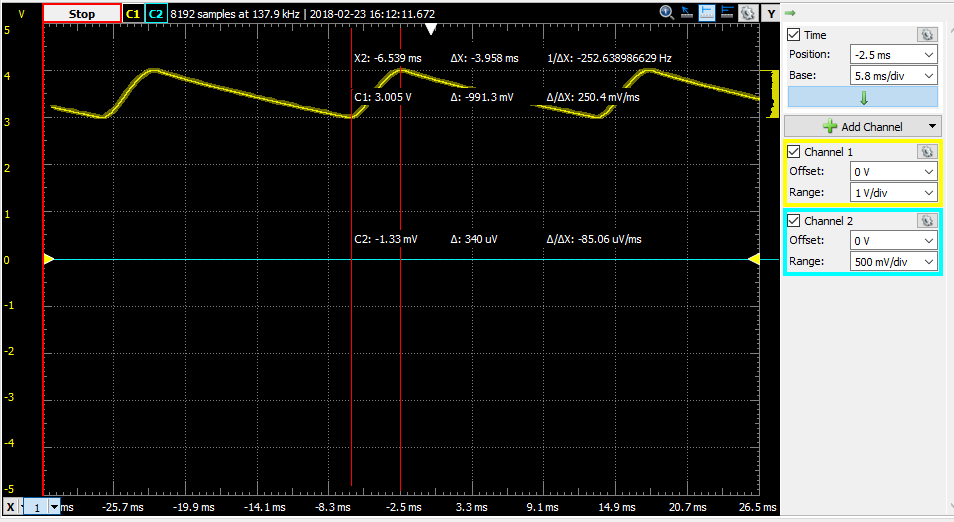 V Stop C1 C2 8192 samples at 137.9 kHz | 2018-02-23 16:12:11.672 Y
5
4
3
2
1
0
-1
-2
-3
-4
-5
X2: -6.539 ms ΔX: -3.958 ms 1/ΔX: -252.638986629 Hz
C1: 3.005 V Δ: -991.3 mV Δ/ΔX: 250.4 mV/ms
C2: -1.33 mV Δ: 340 uV Δ/ΔX: -85.06 uV/ms
X 1 ms -25.7 ms -19.9 ms -14.1 ms -8.3 ms -2.5 ms 3.3 ms 9.1 ms 14.9 ms 20.7 ms 26.5 ms
Time
Position: -2.5 ms
Base: 5.8 ms/div
Add Channel
Channel 1
Offset: 0 V
Range: 1 V/div
Channel 2
Offset: 0 V
Range: 500 mV/div